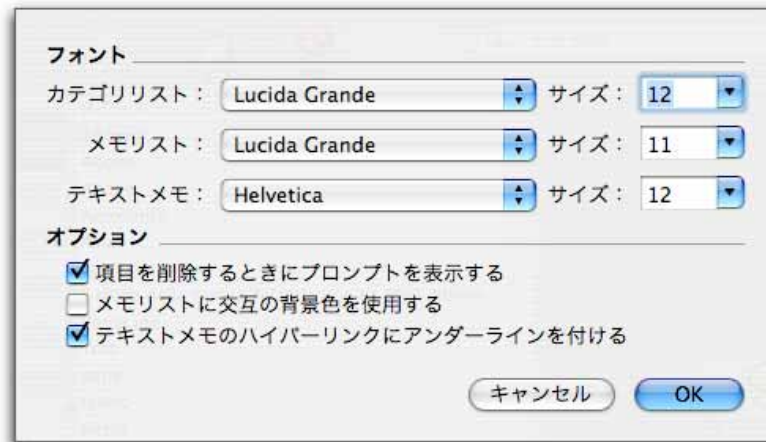 フォント
カテゴリリスト： Lucida Grande サイズ： 12
メモリスト： Lucida Grande サイズ： 11
テキストメモ： Helvetica サイズ： 12
オプション
項目を削除するときにプロンプトを表示する
メモリストに交互の背景色を使用する
テキストメモのハイパーリンクにアンダーラインを付ける
キャンセル OK